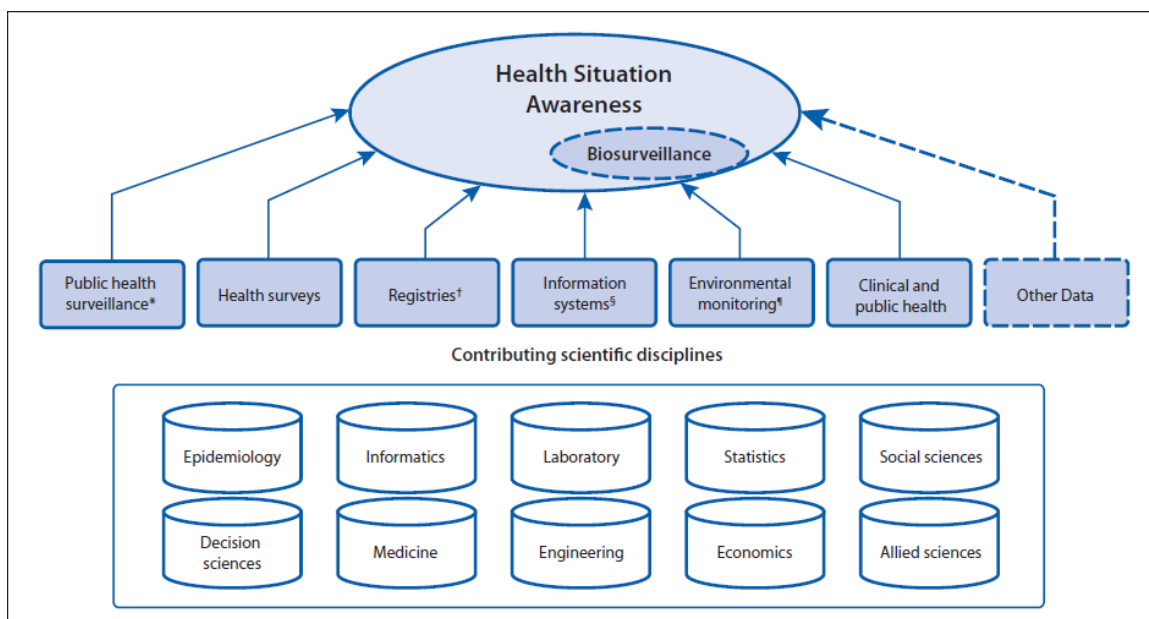 Health Situation
Awareness
Biosurveillance
Public health
surveillance*
Health surveys
Registries†
Information
systems§
Environmental
monitoring¶
Clinical and
public health
Other Data
Contributing scientific disciplines
Epidemiology
Informatics
Laboratory
Statistics
Social sciences
Decision
sciences
Medicine
Engineering
Economics
Allied sciences